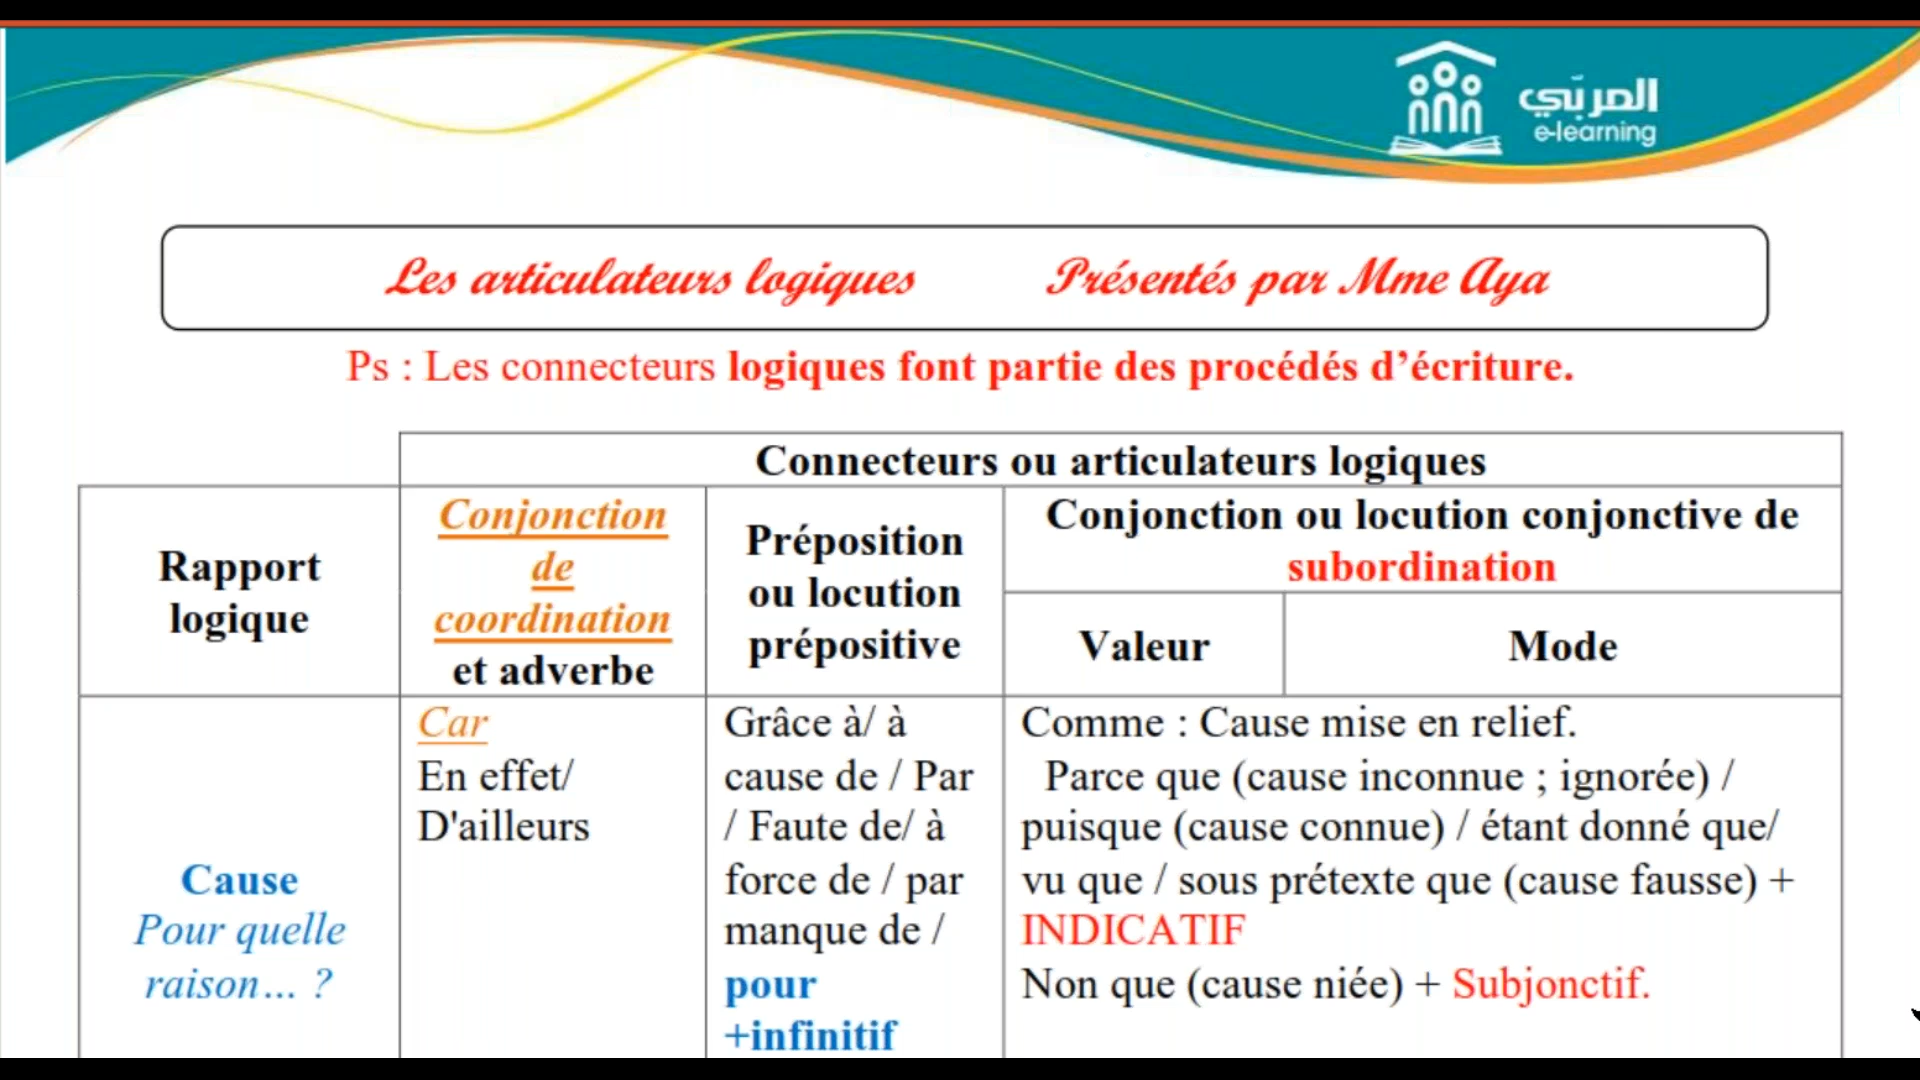 المربّي
e-learning
Les articulateurs logiques Présentés par Mme Aya
Ps : Les connecteurs logiques font partie des procédés d’écriture.
Connecteurs ou articulateurs logiques
Rapport
logique
Conjonction
de
coordination
et adverbe
Préposition
ou locution
prépositive
Conjonction ou locution conjonctive de
subordination
Valeur
Mode
Cause
Pour quelle
raison… ?
Car
En effet/
D'ailleurs
Grâce à/ à
cause de / Par
/ Faute de/ à
force de / par
manque de /
pour
+infinitif
Comme : Cause mise en relief.
Parce que (cause inconnue ; ignorée) /
puisque (cause connue) / étant donné que/
vu que / sous prétexte que (cause fausse) +
INDICATIF
Non que (cause niée) + Subjonctif.